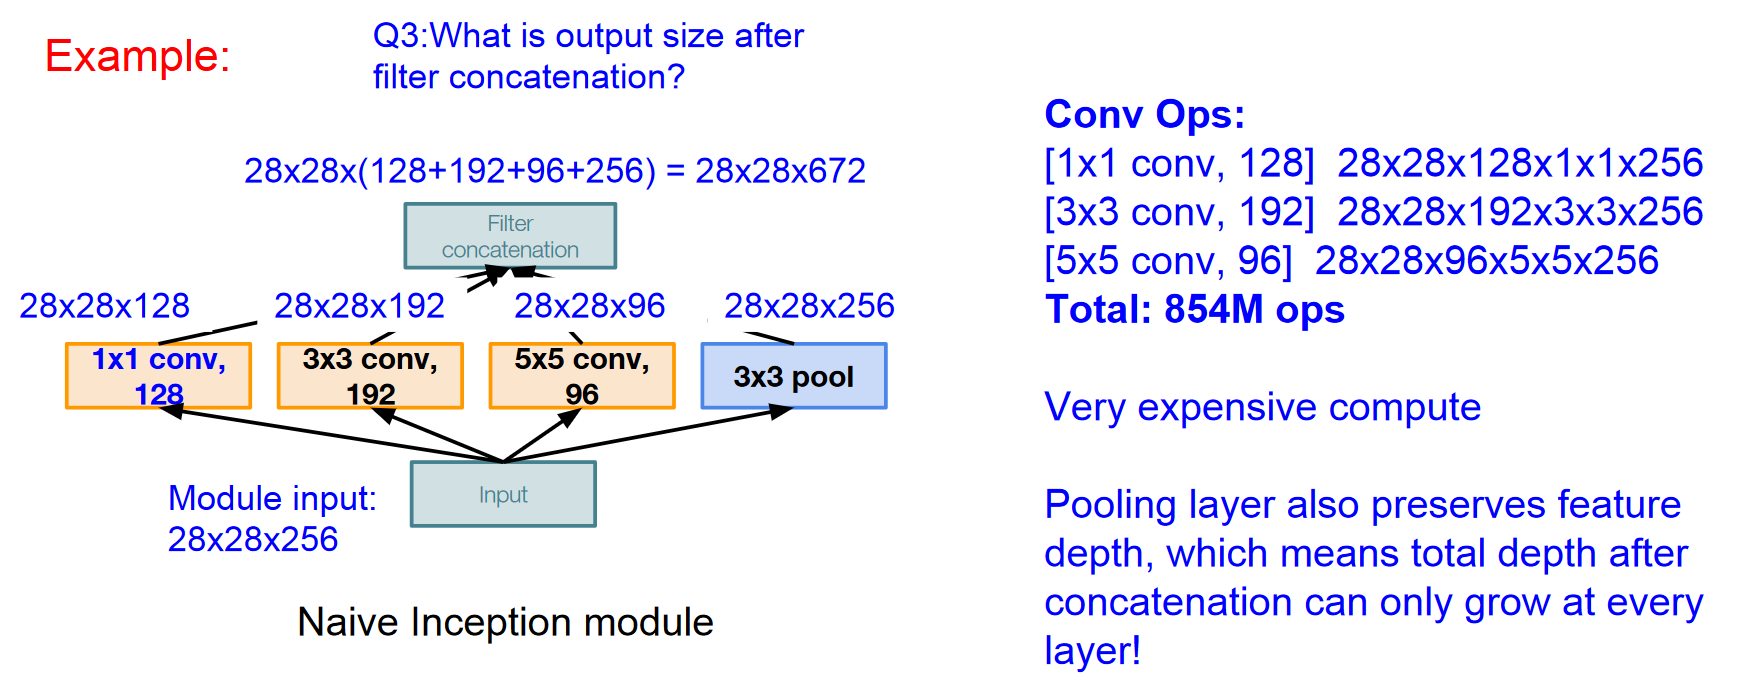 Example:
Q3:What is output size after
filter concatenation?
28x28x(128+192+96+256) = 28x28x672
Filter
concatenation
28x28x128
28x28x192
28x28x96
28x28x256
1x1 conv,
128
3x3 conv,
192
5x5 conv,
96
3x3 pool
Input
Module input:
28x28x256
Naive Inception module
Conv Ops:
[1x1 conv, 128] 28x28x128x1x1x256
[3x3 conv, 192] 28x28x192x3x3x256
[5x5 conv, 96] 28x28x96x5x5x256
Total: 854M ops
Very expensive compute
Pooling layer also preserves feature
depth, which means total depth after
concatenation can only grow at every
layer!